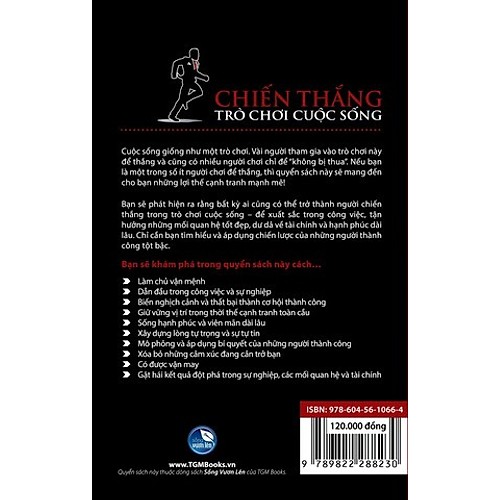 CHIẾN THẮNG
TRÒ CHƠI CUỘC SỐNG
Cuộc sống giống như một trò chơi. Vài người tham gia vào trò chơi này
để thắng và cũng có nhiều người chơi chỉ để “không bị thua”. Nếu bạn
là một trong số ít người chơi để thắng, thì quyển sách này sẽ mang đến
cho bạn những lợi thế cạnh tranh mạnh mẽ!
Bạn sẽ phát hiện ra rằng bất kỳ ai cũng có thể trở thành người chiến
thắng trong trò chơi cuộc sống – để xuất sắc trong công việc, tận
hưởng những mối quan hệ tốt đẹp, dư dả về tài chính và hạnh phúc dài
lâu. Chỉ cần bạn tìm hiểu và áp dụng chiến lược của những người thành
công tột bậc.
Bạn sẽ khám phá trong quyển sách này cách...
Làm chủ vận mệnh
Dẫn đầu trong công việc và sự nghiệp
Biến nghịch cảnh và thất bại thành cơ hội thành công
Giữ vững vị trí trong thời thế cạnh tranh toàn cầu
Sống hạnh phúc và viên mãn dài lâu
Xây dựng lòng tự trọng và sự tự tin
Mô phỏng và áp dụng bí quyết của những người thành công
Xóa bỏ những cảm xúc đang cản trở bạn
Có được vận may
Gặt hái kết quả đột phá trong sự nghiệp, các mối quan hệ và tài chính
ISBN: 978-604-56-1066-4
120.000 đồng
9 789822 288230
sống
vươn lên
www.TGMBooks.vn
Quyển sách này thuộc dòng sách Sống Vươn Lên của TGM Books.